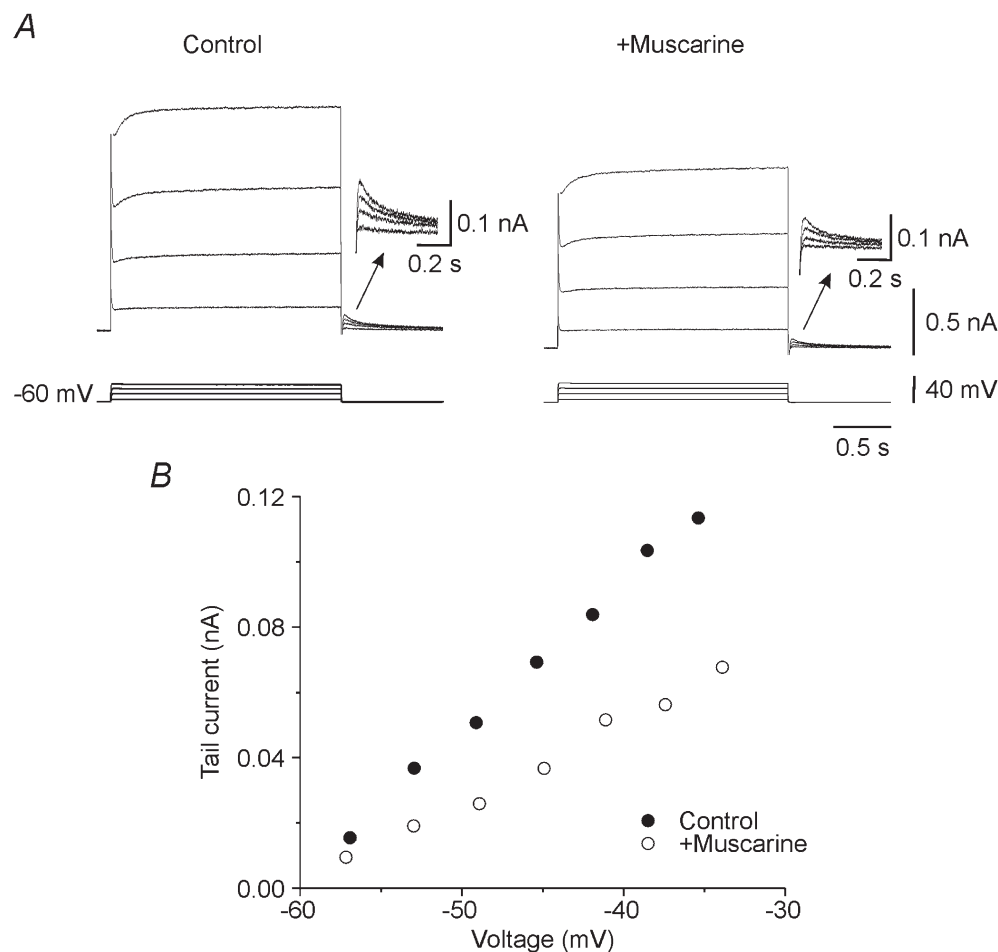 A
Control
+Muscarine
0.1 nA
0.2 s
0.1 nA
0.2 s
0.5 nA
-60 mV
40 mV
0.5 s
B
0.12
0.08
0.04
0.00
Tail current (nA)
-60
-50
-40
-30
Voltage (mV)
Control
+Muscarine